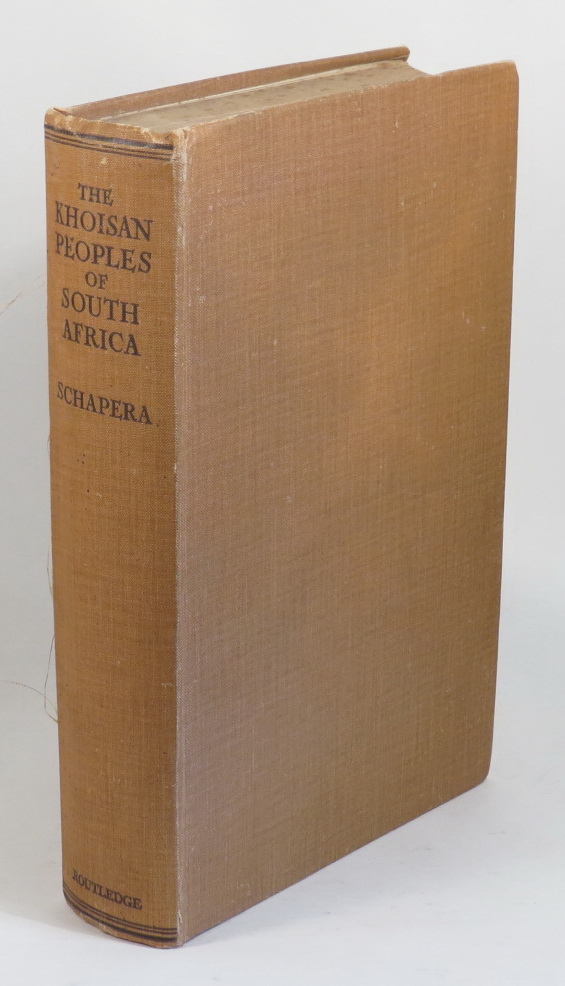 THE
KHOISAN
PEOPLES
OF
SOUTH
AFRICA
SCHAPERA
ROUTLEDGE